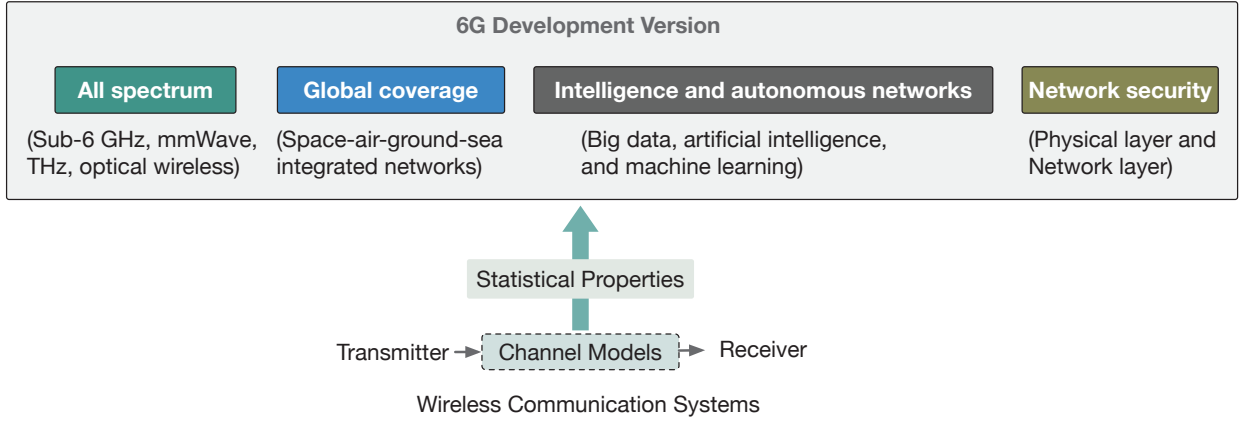 6G Development Version
All spectrum
Global coverage
Intelligence and autonomous networks
Network security
(Sub-6 GHz, mmWave,
THz, optical wireless)
(Space-air-ground-sea
integrated networks)
(Big data, artificial intelligence,
and machine learning)
(Physical layer and
Network layer)
Statistical Properties
Transmitter
Channel Models
Receiver
Wireless Communication Systems